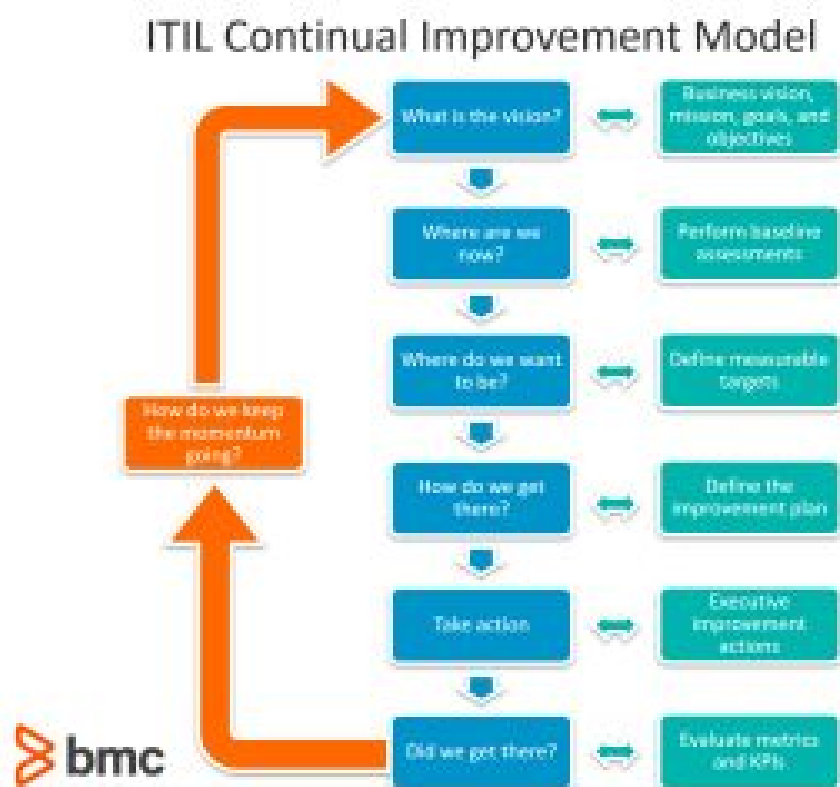 ITIL Continual Improvement Model
What is the vision?
Business vision,
mission, goals, and
objectives
Where are we
now?
Perform baseline
assessments
Where do we want
to be?
Define measurable
targets
How do we keep
the momentum
going?
How do we get
there?
Define the
improvement plan
Take action
Executive
improvement
actions
Did we get there?
Evaluate metrics
and KPIs
bmc